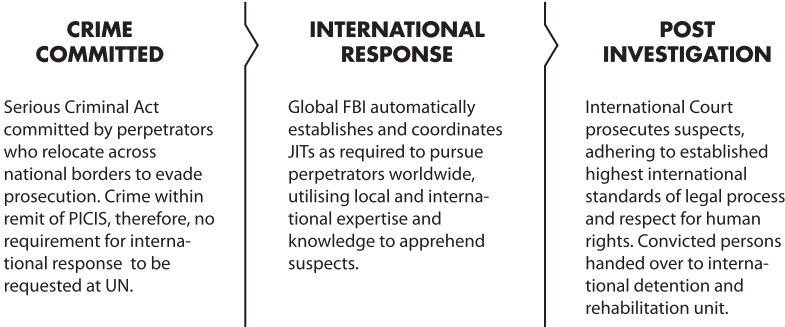 CRIME
COMMITTED
Serious Criminal Act
committed by perpetrators
who relocate across
national borders to evade
prosecution. Crime within
remit of PICIS, therefore, no
requirement for interna-
tional response  to be
requested at UN.
INTERNATIONAL
RESPONSE
Global FBI automatically
establishes and coordinates
JITs as required to pursue
perpetrators worldwide,
utilising local and interna-
tional expertise and
knowledge to apprehend
suspects.
POST
INVESTIGATION
International Court
prosecutes suspects,
adhering to established
highest international
standards of legal process
and respect for human
rights. Convicted persons
handed over to interna-
tional detention and
rehabilitation unit.